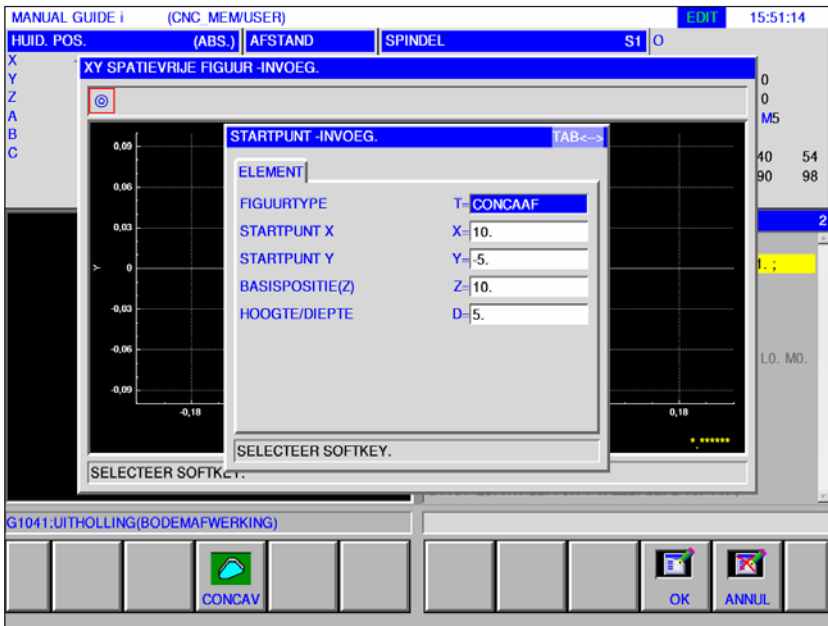 MANUAL GUIDE i (CNC_MEM/USER) EDIT 15:51:14
HUID. POS. (ABS.) AFSTAND SPINDEL S1 O
X
Y
Z
A
B
C
0
0
M5
40 54
90 98
2
1. ;
L0. M0.
XY SPATIEVRIJE FIGUUR -INVOEG.
0,09
0,06
0,03
Y 0
-0,03
-0,06
-0,09
-0,18 0,18
*.******
STARTPUNT -INVOEG. TAB<-->
ELEMENT
FIGUURTYPE T= CONCAAF
STARTPUNT X X= 10.
STARTPUNT Y Y= -5.
BASISPOSITIE(Z) Z= 10.
HOOGTE/DIEPTE D= 5.
SELECTEER SOFTKEY.
SELECTEER SOFTKEY.
G1041:UITHOLLING(BODEMAFWERKING)
CONCAV OK ANNUL